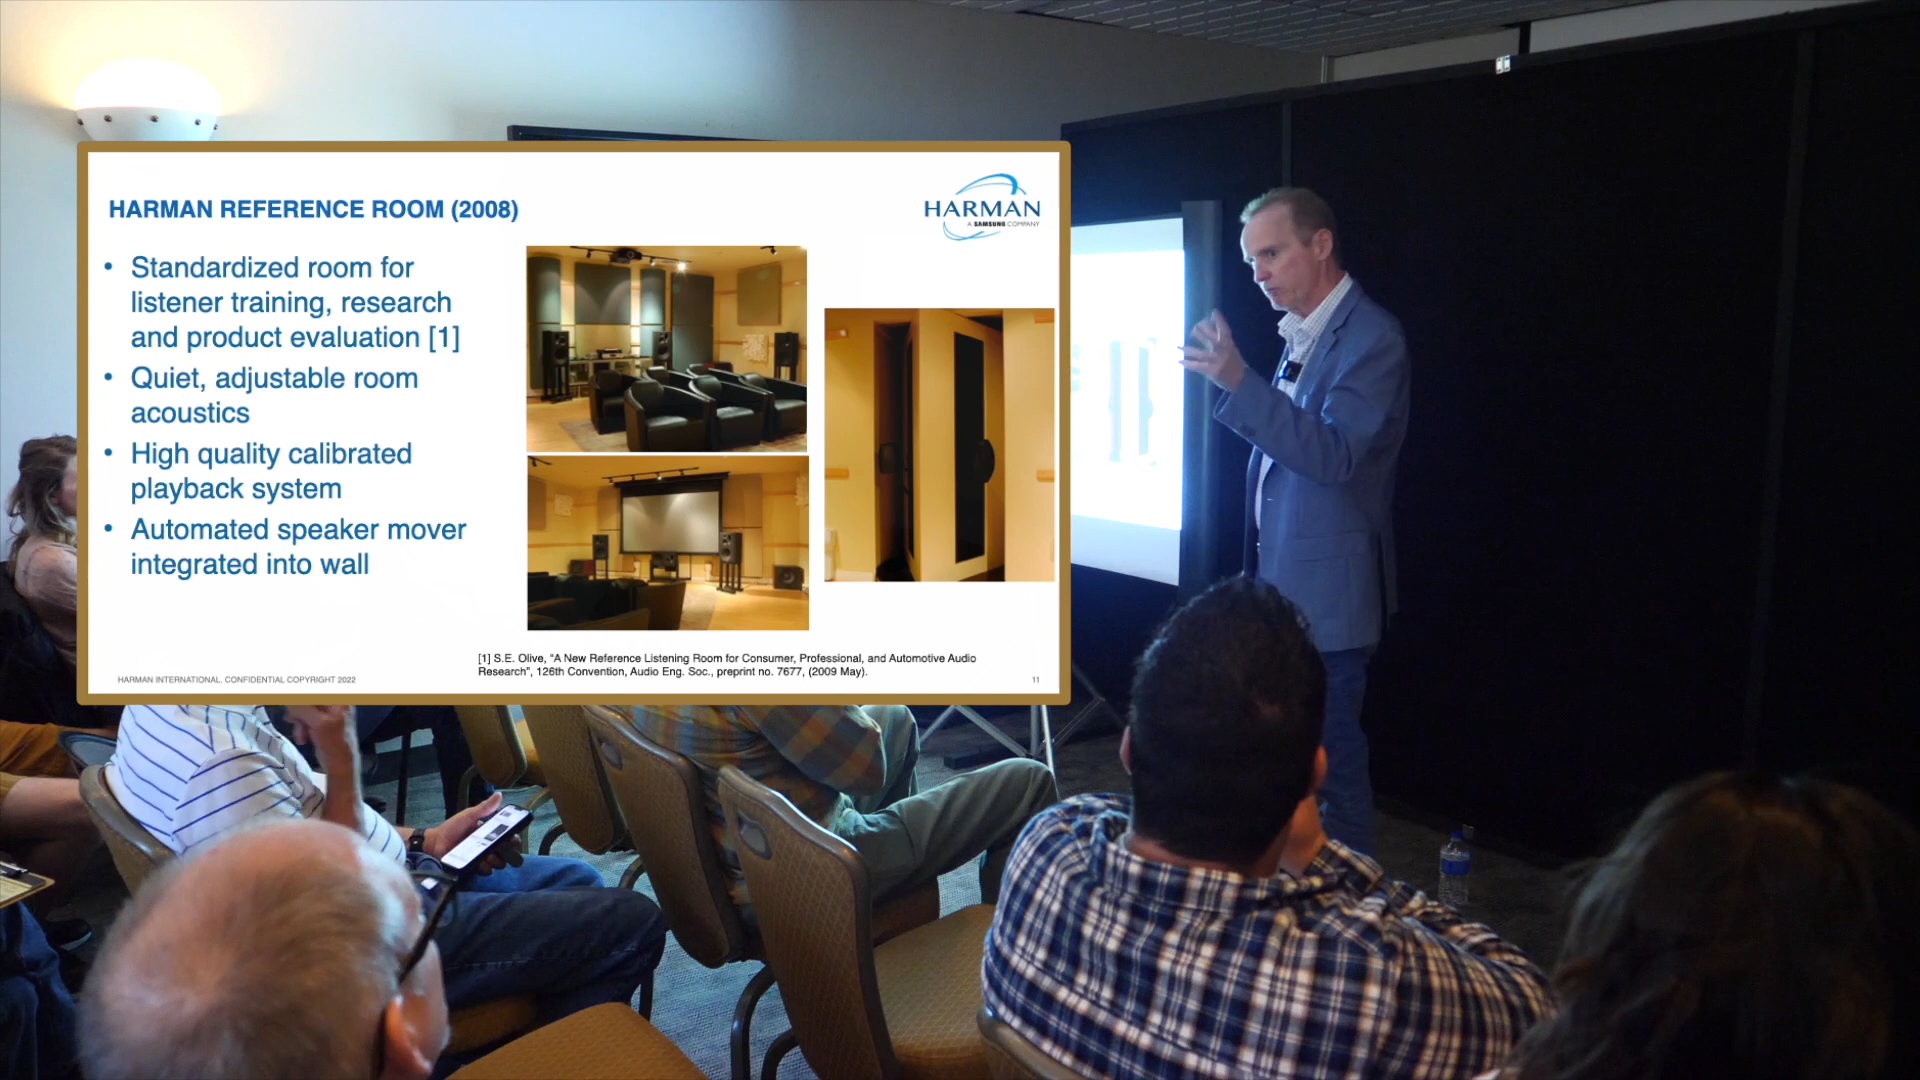 HARMAN REFERENCE ROOM (2008)
HARMAN
A SAMSUNG COMPANY
• Standardized room for
listener training, research
and product evaluation [1]
• Quiet, adjustable room
acoustics
• High quality calibrated
playback system
• Automated speaker mover
integrated into wall
[1] S.E. Olive, "A New Reference Listening Room for Consumer, Professional, and Automotive Audio
Research", 126th Convention, Audio Eng. Soc., preprint no. 7677, (2009 May).
HARMAN INTERNATIONAL. CONFIDENTIAL COPYRIGHT 2022
11